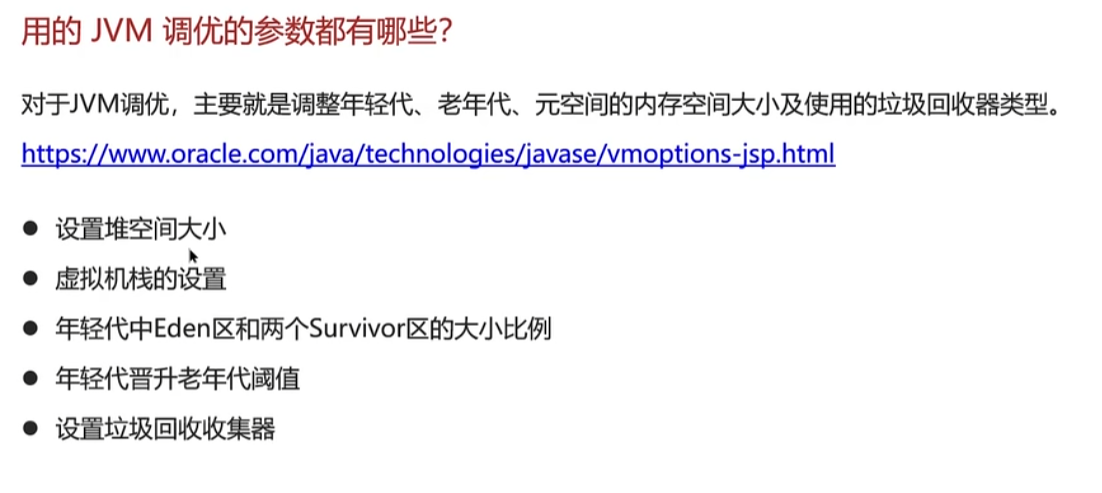 用的 JVM 调优的参数都有哪些？
对于JVM调优，主要就是调整年轻代、老年代、元空间的内存空间大小及使用的垃圾回收器类型。
https://www.oracle.com/java/technologies/javase/vmoptions-jsp.html
● 设置堆空间大小
● 虚拟机栈的设置
● 年轻代中Eden区和两个Survivor区的大小比例
● 年轻代晋升老年代阈值
● 设置垃圾回收收集器